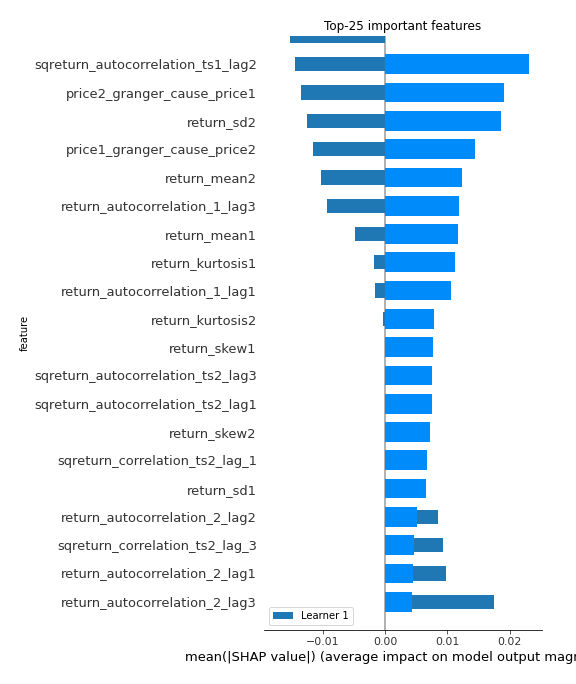 Top-25 important features
sqreturn_autocorrelation_ts1_lag2
price2_granger_cause_price1
return_sd2
price1_granger_cause_price2
return_mean2
return_autocorrelation_1_lag3
return_mean1
return_kurtosis1
return_autocorrelation_1_lag1
return_kurtosis2
return_skew1
sqreturn_autocorrelation_ts2_lag3
sqreturn_autocorrelation_ts2_lag1
return_skew2
sqreturn_correlation_ts2_lag_1
return_sd1
return_autocorrelation_2_lag2
sqreturn_correlation_ts2_lag_3
return_autocorrelation_2_lag1
return_autocorrelation_2_lag3
feature
Learner 1
−0.01 0.00 0.01 0.02
mean(|SHAP value|) (average impact on model output magn